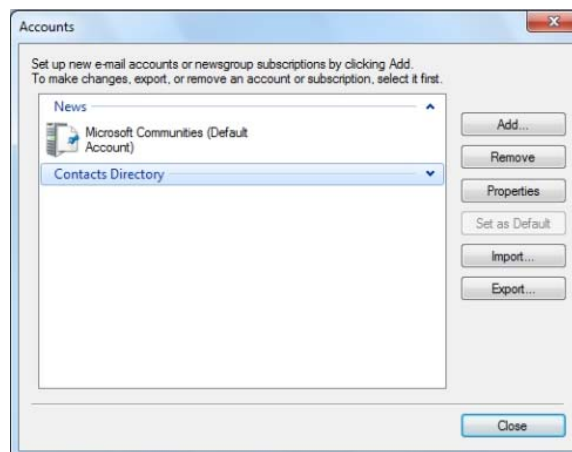 Accounts
Set up new e-mail accounts or newsgroup subscriptions by clicking Add.
To make changes, export, or remove an account or subscription, select it first.
News
Microsoft Communities (Default
Account)
Contacts Directory
Add...
Remove
Properties
Set as Default
Import...
Export...
Close